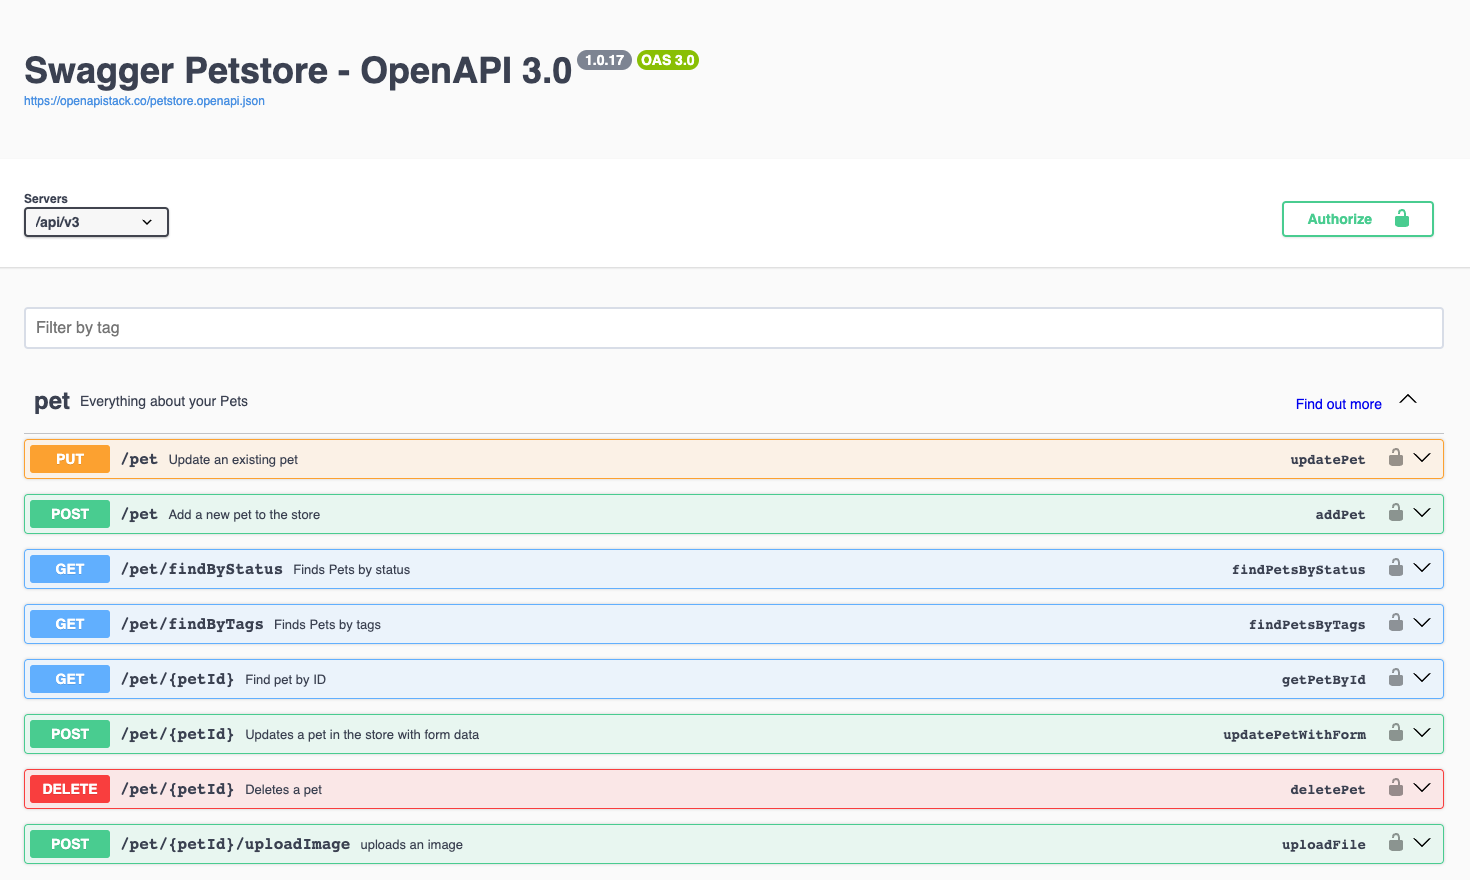 Swagger Petstore - OpenAPI 3.0 1.0.17 OAS 3.0
https://openapistack.co/petstore.openapi.json
Servers
/api/v3
Authorize
Filter by tag
pet Everything about your Pets Find out more
PUT /pet Update an existing pet updatePet
POST /pet Add a new pet to the store addPet
GET /pet/findByStatus Finds Pets by status findPetsByStatus
GET /pet/findByTags Finds Pets by tags findPetsByTags
GET /pet/{petId} Find pet by ID getPetById
POST /pet/{petId} Updates a pet in the store with form data updatePetWithForm
DELETE /pet/{petId} Deletes a pet deletePet
POST /pet/{petId}/uploadImage uploads an image uploadFile